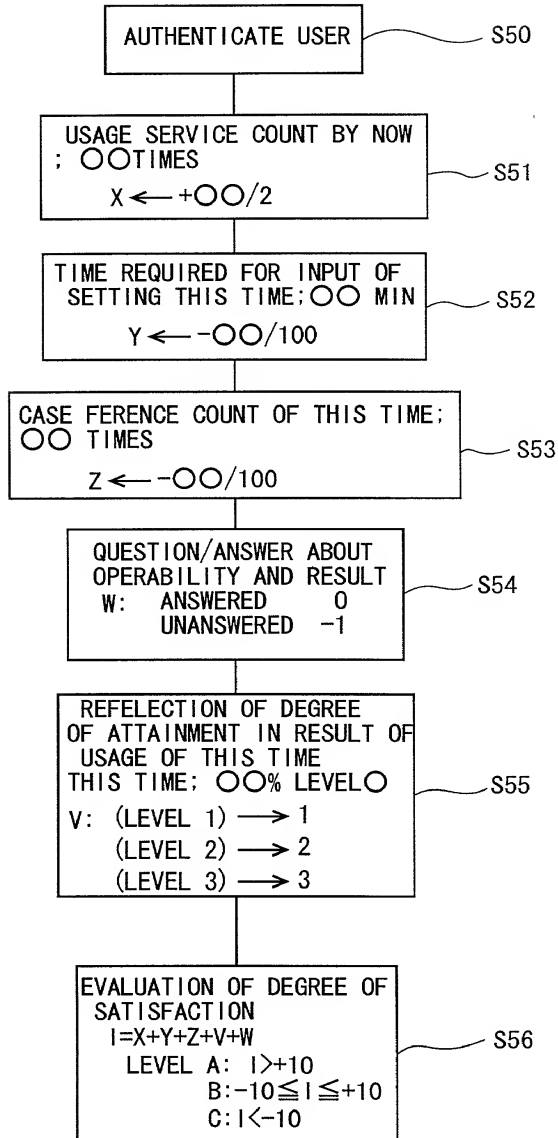 AUTHENTICATE USER
S50
USAGE SERVICE COUNT BY NOW
; ○○TIMES
X ← +○○/2
S51
TIME REQUIRED FOR INPUT OF
SETTING THIS TIME;○○ MIN
Y ← -○○/100
S52
CASE FERENCE COUNT OF THIS TIME;
○○ TIMES
Z ← -○○/100
S53
QUESTION/ANSWER ABOUT
OPERABILITY AND RESULT
W: ANSWERED 0
UNANSWERED -1
S54
REFELECTION OF DEGREE
OF ATTAINMENT IN RESULT OF
USAGE OF THIS TIME
THIS TIME; ○○% LEVEL○
V: (LEVEL 1) → 1
(LEVEL 2) → 2
(LEVEL 3) → 3
S55
EVALUATION OF DEGREE OF
SATISFACTION
I=X+Y+Z+V+W
LEVEL A: I>+10
B:-10≦I≦+10
C:I<-10
S56